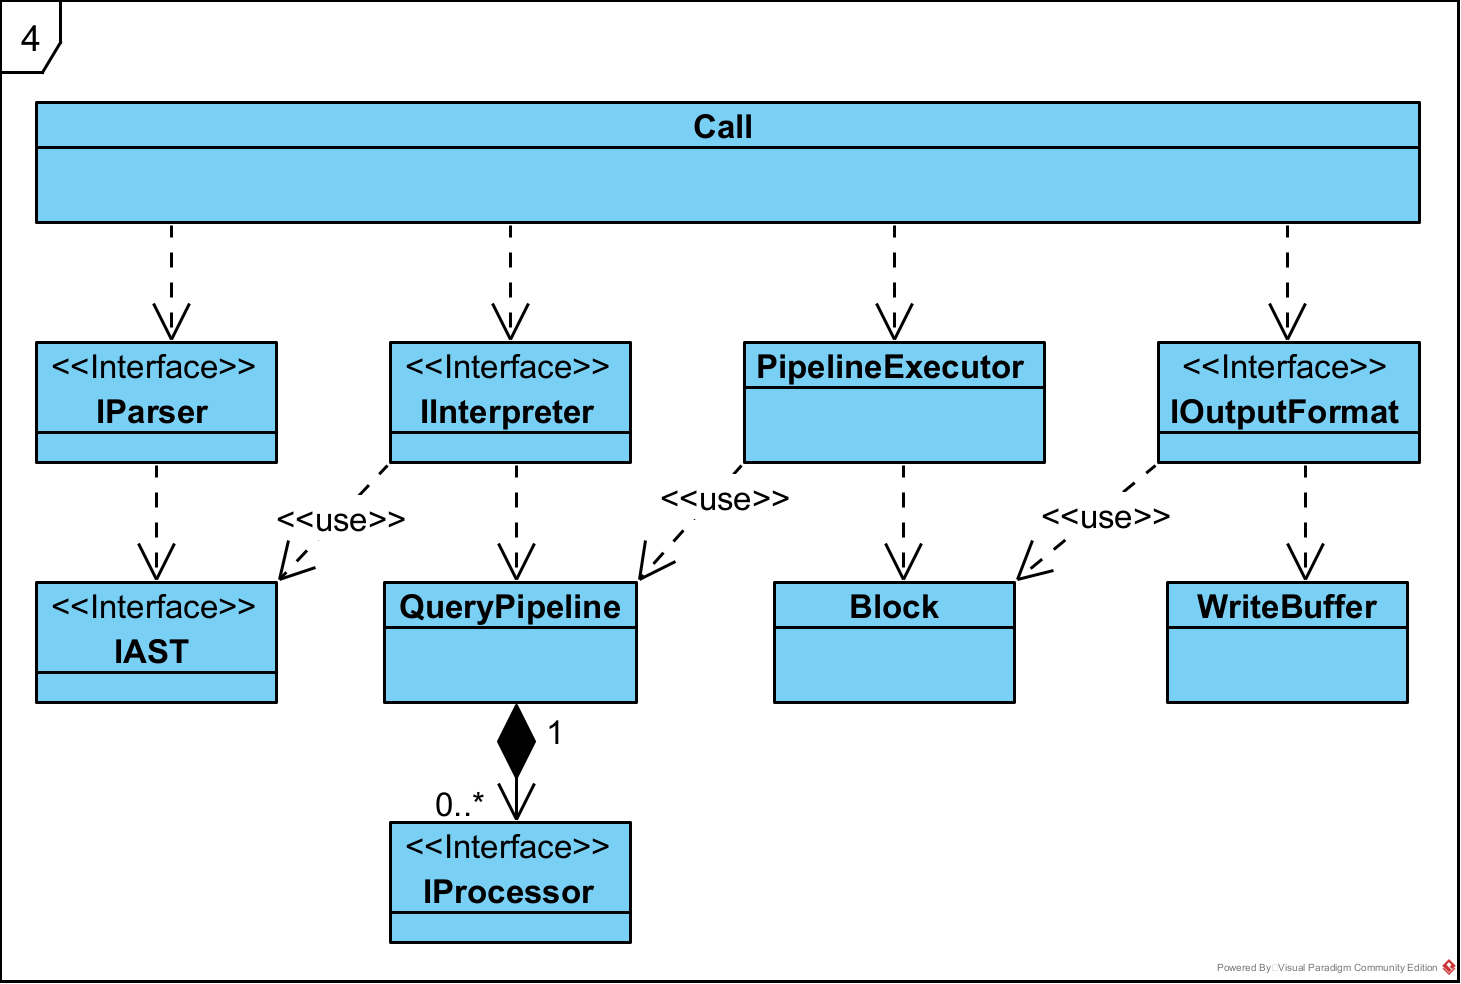 4
Call
<<Interface>>
IParser
<<Interface>>
IInterpreter
PipelineExecutor
<<Interface>>
IOutputFormat
<<use>>
<<use>>
<<use>>
<<Interface>>
IAST
QueryPipeline
Block
WriteBuffer
1
0..*
<<Interface>>
IProcessor
Powered By Visual Paradigm Community Edition